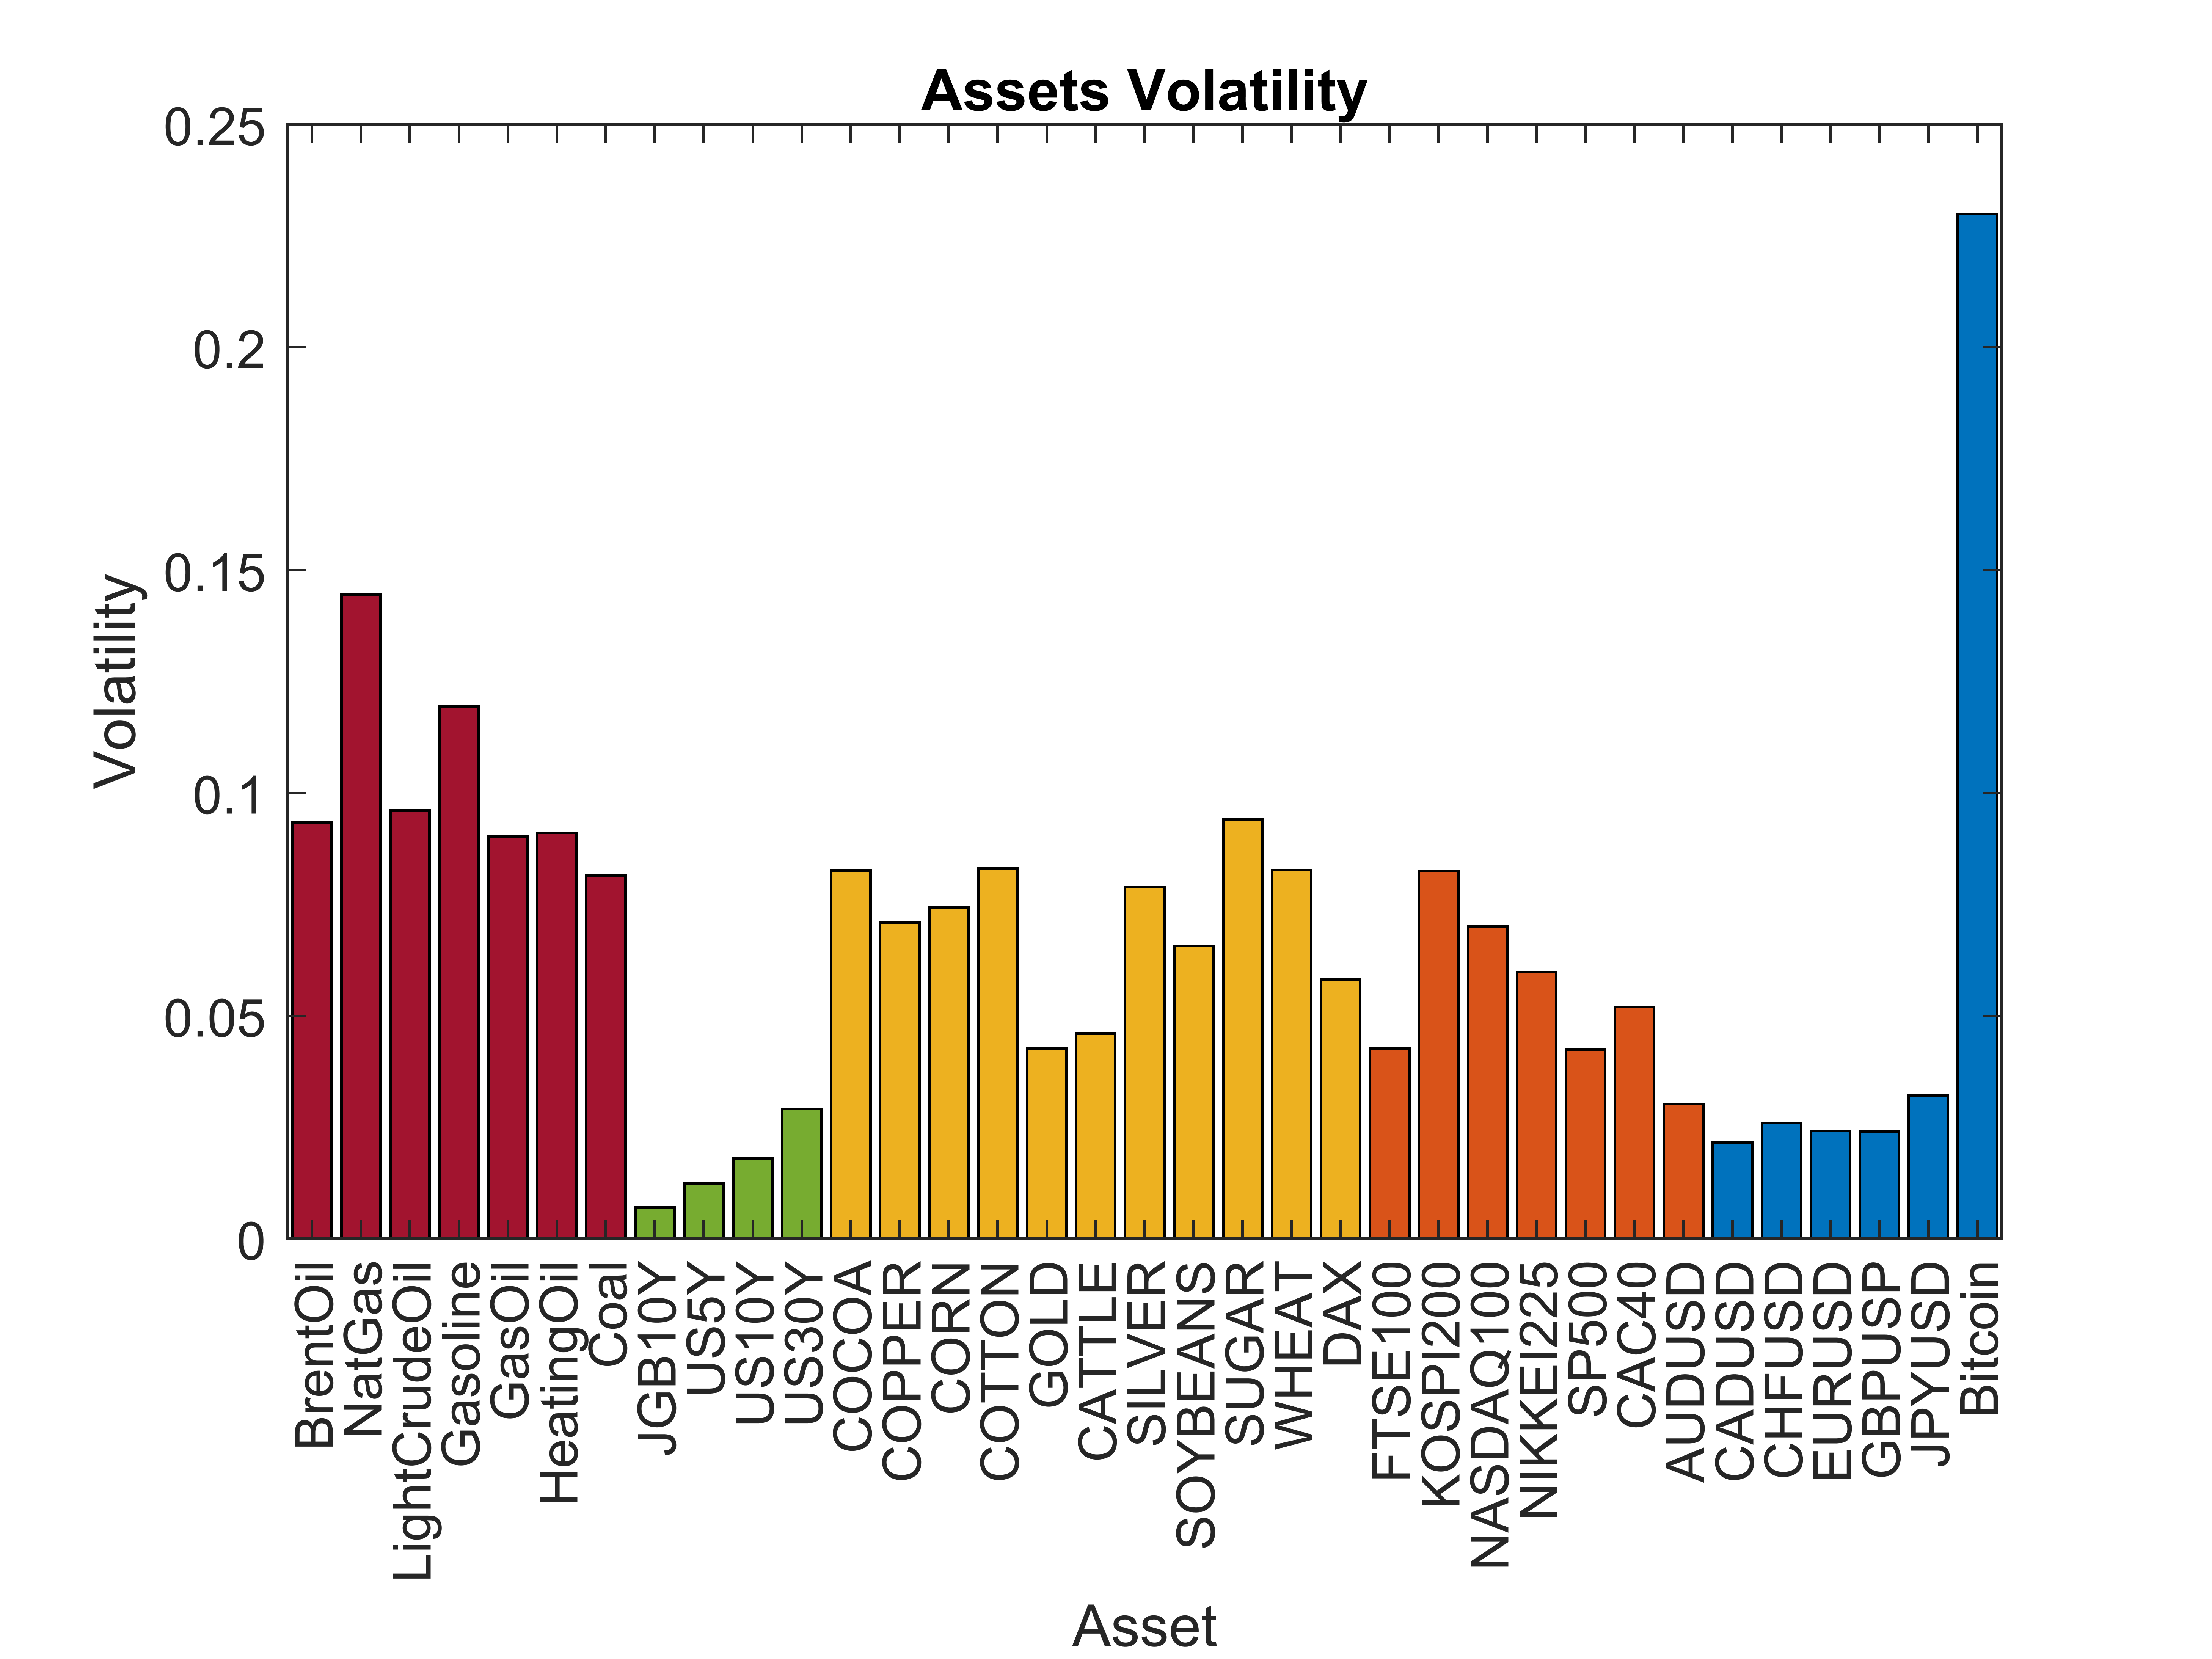 Assets Volatility
0.25
0.2
0.15
0.1
0.05
0
Volatility
BrentOil
NatGas
LightCrudeOil
Gasoline
GasOil
HeatingOil
Coal
JGB10Y
US5Y
US10Y
US30Y
COCOA
COPPER
CORN
COTTON
GOLD
CATTLE
SILVER
SOYBEANS
SUGAR
WHEAT
DAX
FTSE100
KOSPI200
NASDAQ100
NIKKEI225
SP500
CAC40
AUDUSD
CADUSD
CHFUSD
EURUSD
GBPUSP
JPYUSD
Bitcoin
Asset